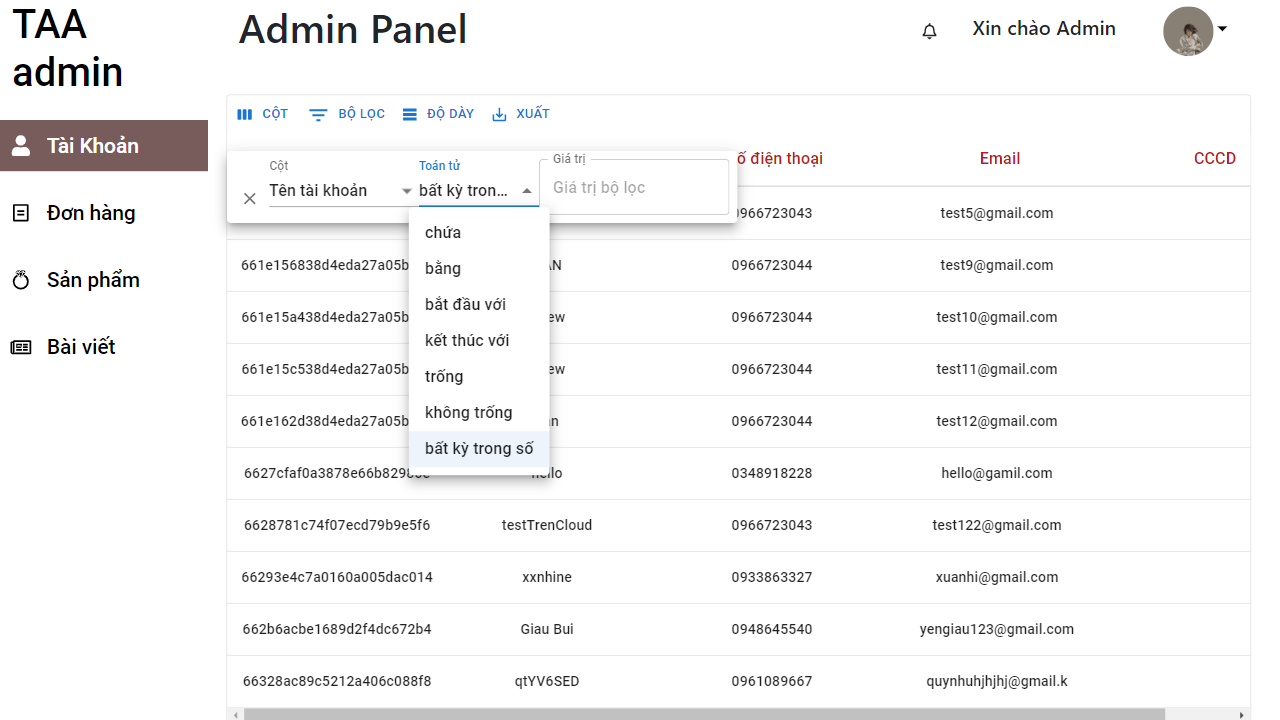 TAA
admin
Admin Panel
Xin chào Admin
Tài Khoản
Đơn hàng
Sản phẩm
Bài viết
CỘT BỘ LỌC ĐỘ DÀY XUẤT
Cột
Tên tài khoản
Toán tử
bất kỳ tron...
Giá trị
Giá trị bộ lọc
điện thoại Email CCCD
chứa
bằng
bắt đầu với
kết thúc với
trống
không trống
bất kỳ trong số
0966723043 test5@gmail.com
661e156838d4eda27a05b 0966723044 test9@gmail.com
661e15a438d4eda27a05b 0966723044 test10@gmail.com
661e15c538d4eda27a05b 0966723044 test11@gmail.com
661e162d38d4eda27a05b 0966723044 test12@gmail.com
hello 0348918228 hello@gamil.com
6628781c74f07ecd79b9e5f6 testTrenCloud 0966723043 test122@gmail.com
66293e4c7a0160a005dac014 xxnhine 0933863327 xuanhi@gmail.com
662b6acbe1689d2f4dc672b4 Giau Bui 0948645540 yengiau123@gmail.com
66328ac89c5212a406c088f8 qtYV6SED 0961089667 quynhuhjhjhj@gmail.k